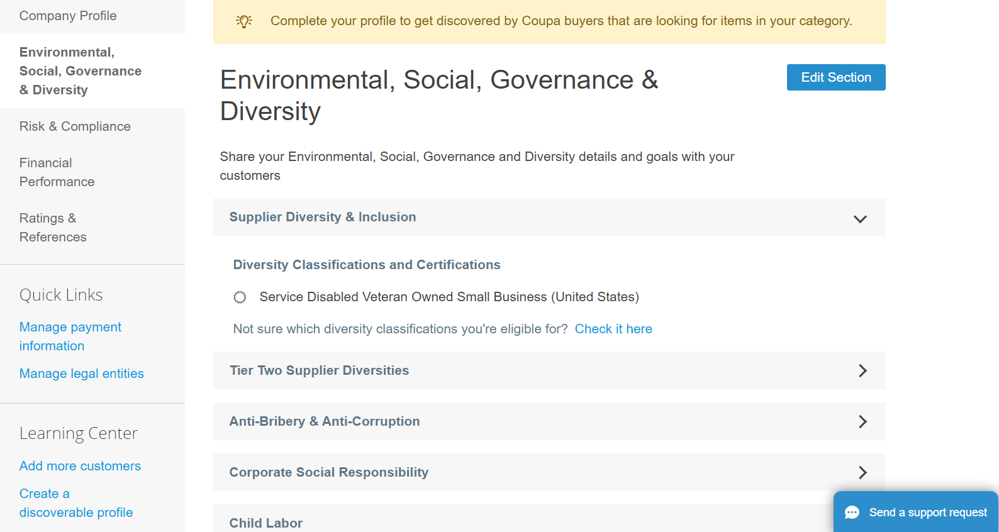 Company Profile
Environmental,
Social, Governance
& Diversity
Risk & Compliance
Financial
Performance
Ratings &
References
Quick Links
Manage payment
information
Manage legal entities
Learning Center
Add more customers
Create a
discoverable profile
Complete your profile to get discovered by Coupa buyers that are looking for items in your category.
Environmental, Social, Governance &
Diversity
Edit Section
Share your Environmental, Social, Governance and Diversity details and goals with your
customers
Supplier Diversity & Inclusion
Diversity Classifications and Certifications
Service Disabled Veteran Owned Small Business (United States)
Not sure which diversity classifications you're eligible for? Check it here
Tier Two Supplier Diversities
Anti-Bribery & Anti-Corruption
Corporate Social Responsibility
Child Labor
Send a support request